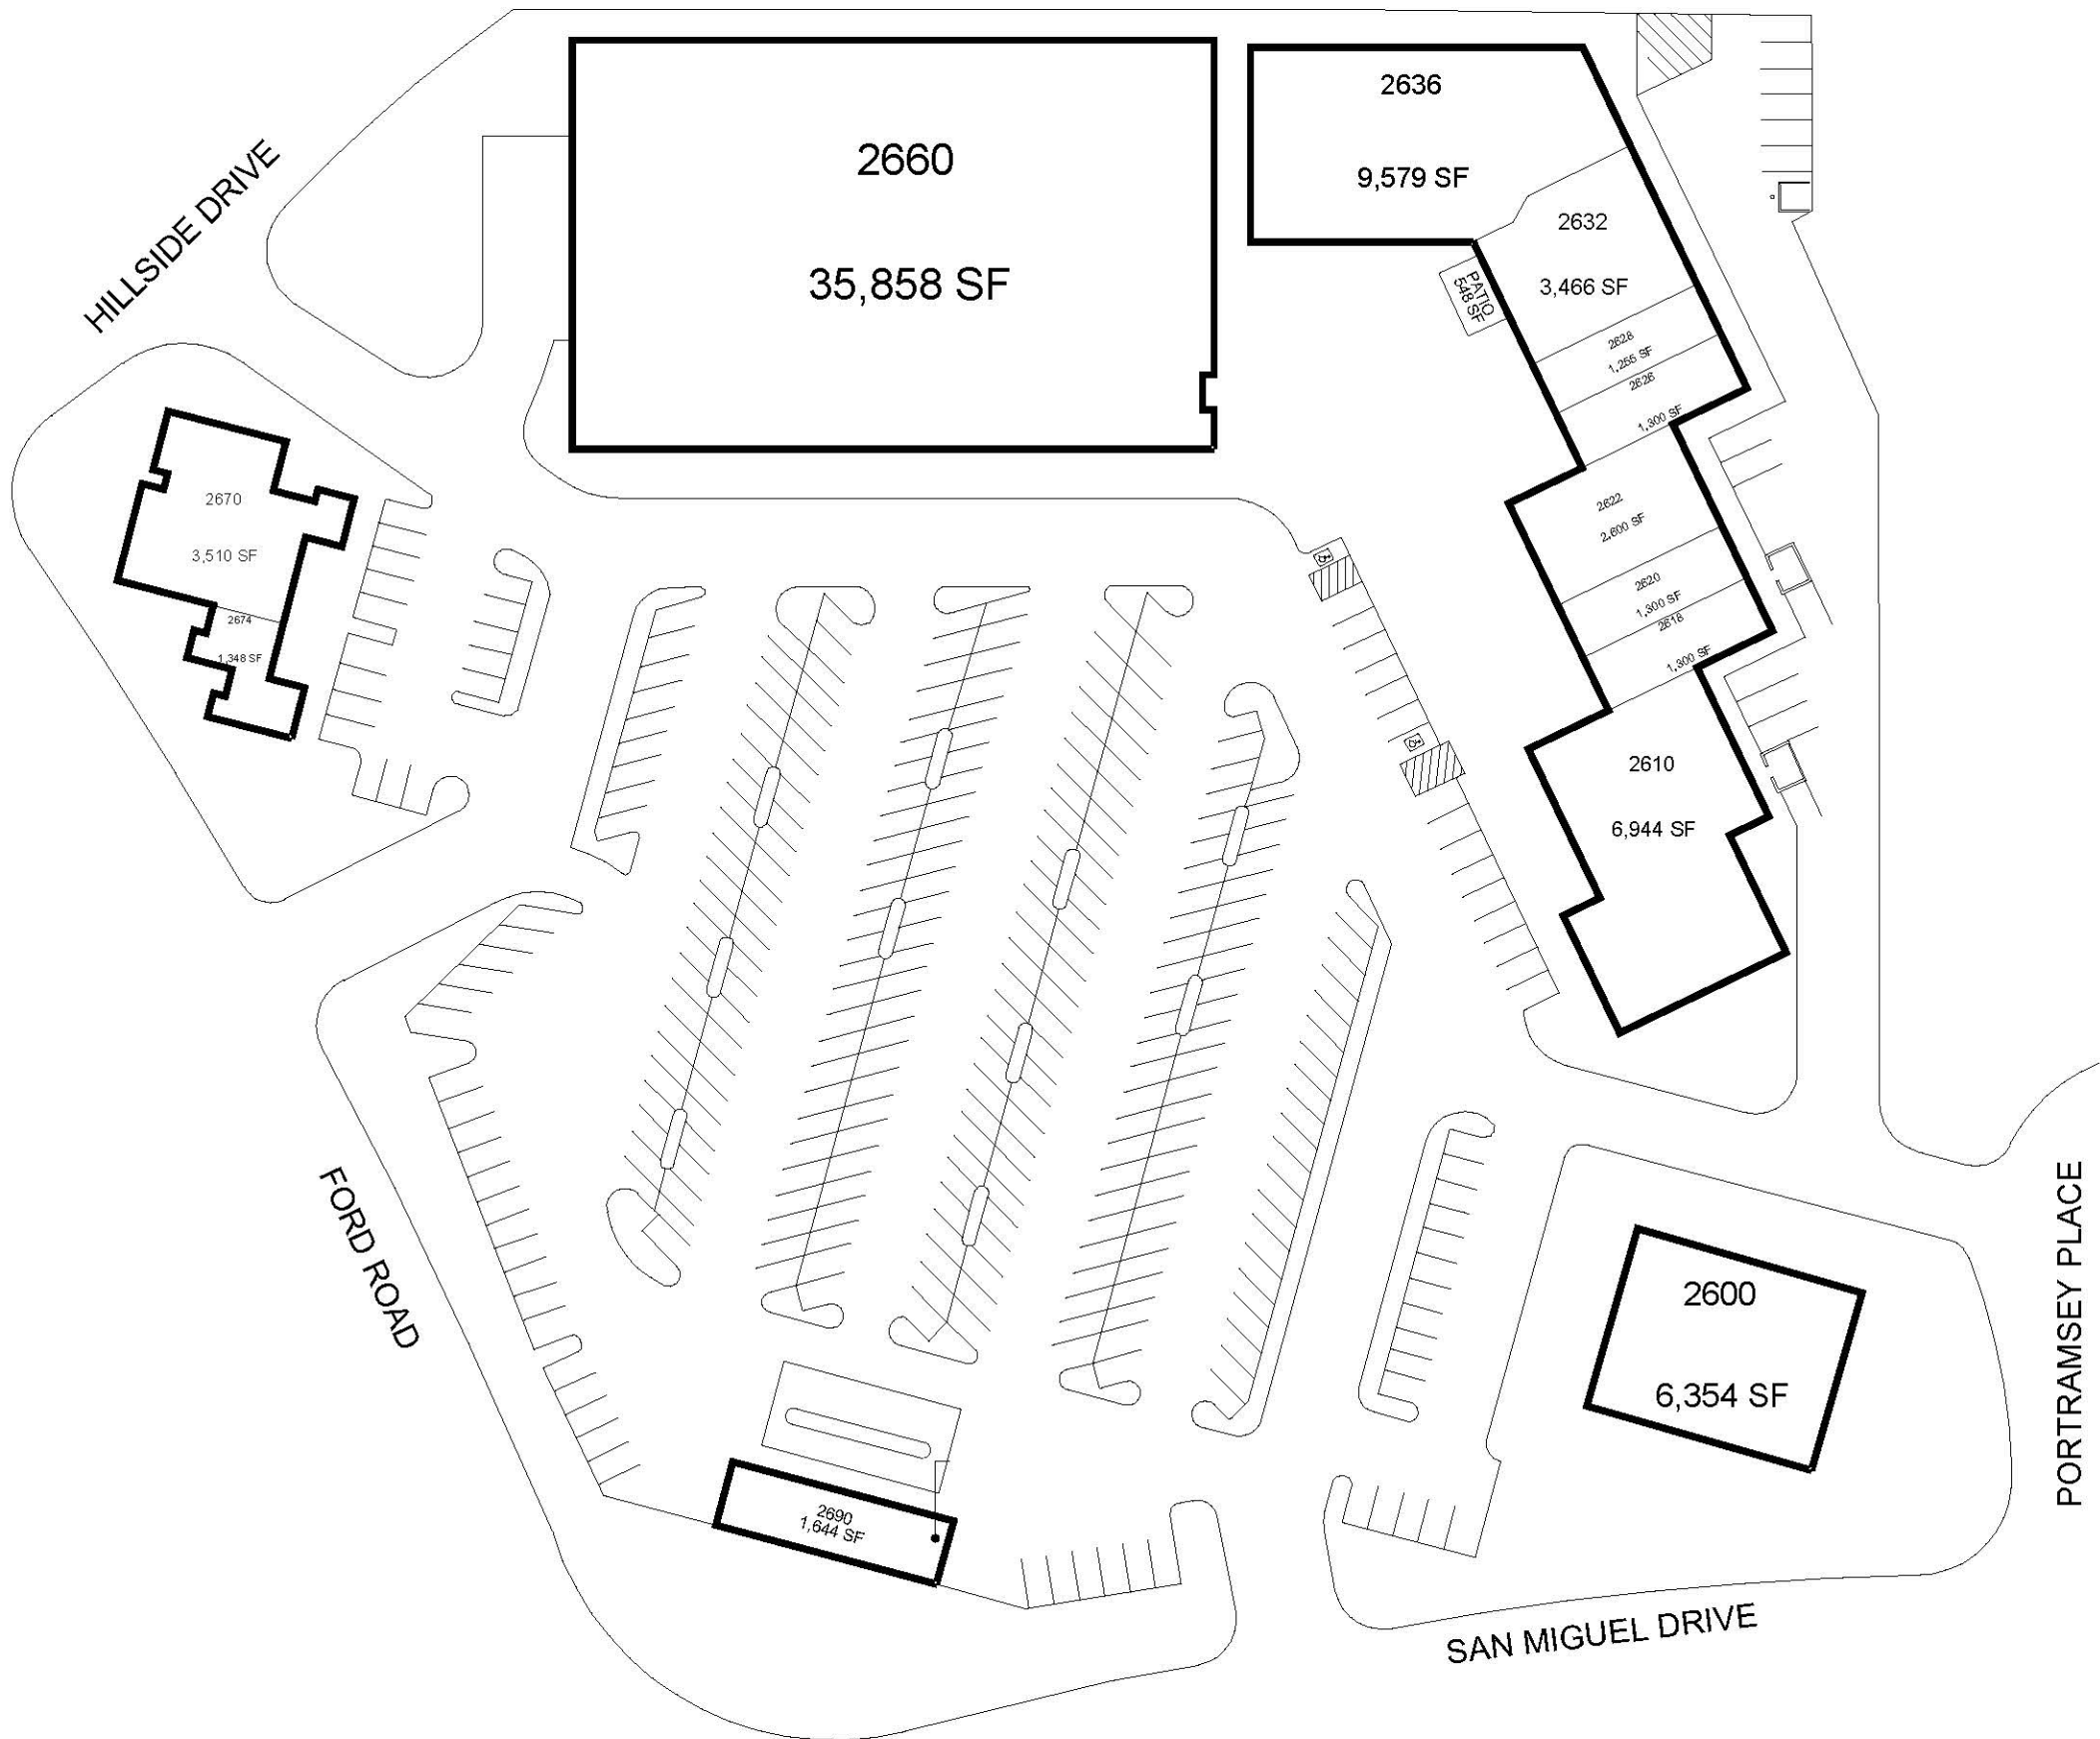 2636
2660
9,579 SF
HILLSIDE DRIVE
2632
35,858 SF
3,466 SF
PATIO
548 SF
2628
1,255 SF
2626
1,300 SF
2670
3,510 SF
2622
2,600 SF
2620
1,300 SF
2618
1,300 SF
2674
1,348 SF
2610
6,944 SF
FORD ROAD
PORTRAMSEY PLACE
2600
6,354 SF
2690
1,644 SF
SAN MIGUEL DRIVE